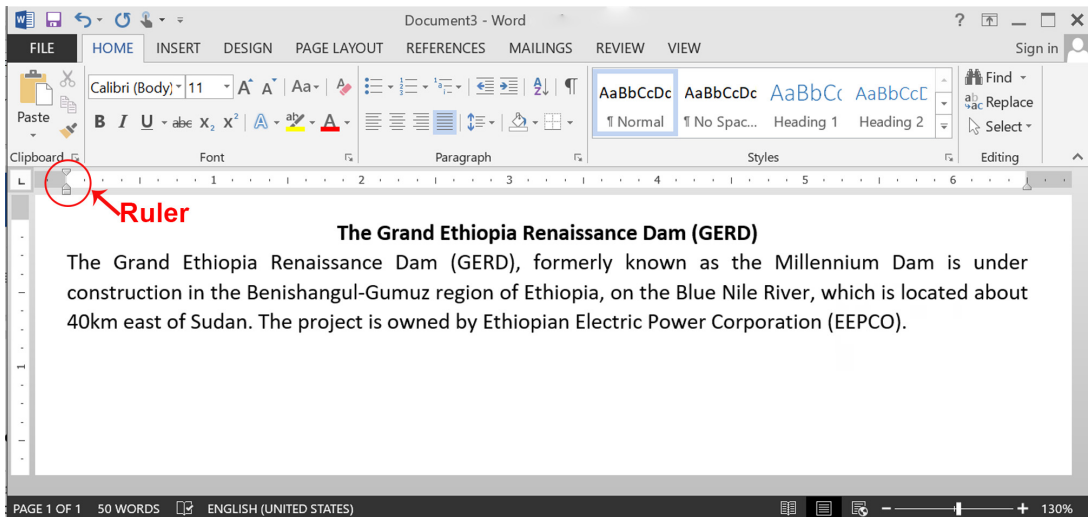 Document3 - Word ?
FILE HOME INSERT DESIGN PAGE LAYOUT REFERENCES MAILINGS REVIEW VIEW Sign in
Calibri (Body) 11 Aa Find
Replace
Paste B I U abc X₂ X² A A Select
AaBbCcDc AaBbCcDc AaBbCc AaBbCcD
¶ Normal ¶ No Spac... Heading 1 Heading 2
Clipboard Font Paragraph Styles Editing
L 1 2 3 4 5 6
Ruler
The Grand Ethiopia Renaissance Dam (GERD)
The Grand Ethiopia Renaissance Dam (GERD), formerly known as the Millennium Dam is under
construction in the Benishangul-Gumuz region of Ethiopia, on the Blue Nile River, which is located about
40km east of Sudan. The project is owned by Ethiopian Electric Power Corporation (EEPCO).
1
PAGE 1 OF 1 50 WORDS ENGLISH (UNITED STATES) 130%